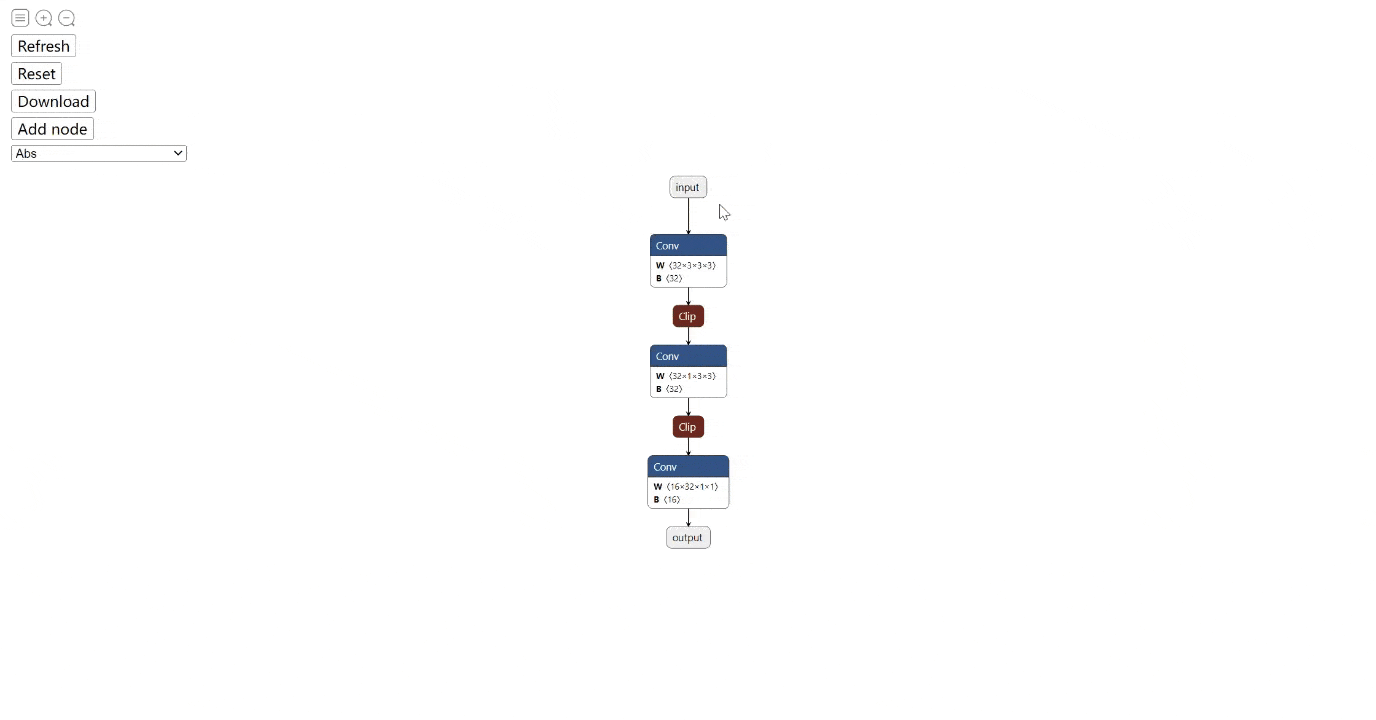 Refresh
Reset
Download
Add node
Abs
input
Conv
W ⟨32×3×3×3⟩
B ⟨32⟩
Clip
Conv
W ⟨32×1×3×3⟩
B ⟨32⟩
Clip
Conv
W ⟨16×32×1×1⟩
B ⟨16⟩
output